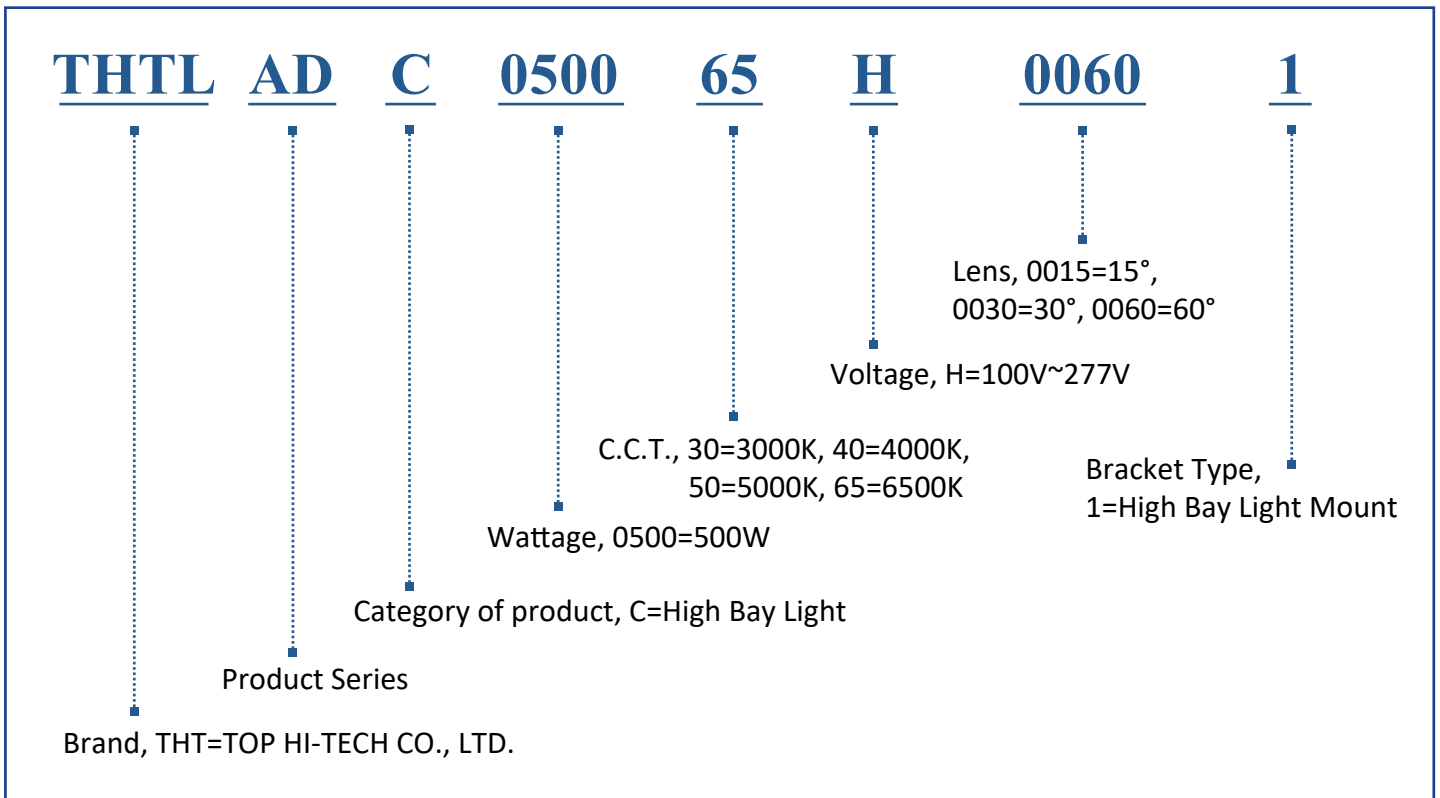 THTL AD C 0500 65 H 0060 1
Lens, 0015=15°,
0030=30°, 0060=60°
Voltage, H=100V~277V
C.C.T., 30=3000K, 40=4000K,
50=5000K, 65=6500K
Bracket Type,
1=High Bay Light Mount
Wattage, 0500=500W
Category of product, C=High Bay Light
Product Series
Brand, THT=TOP HI-TECH CO., LTD.